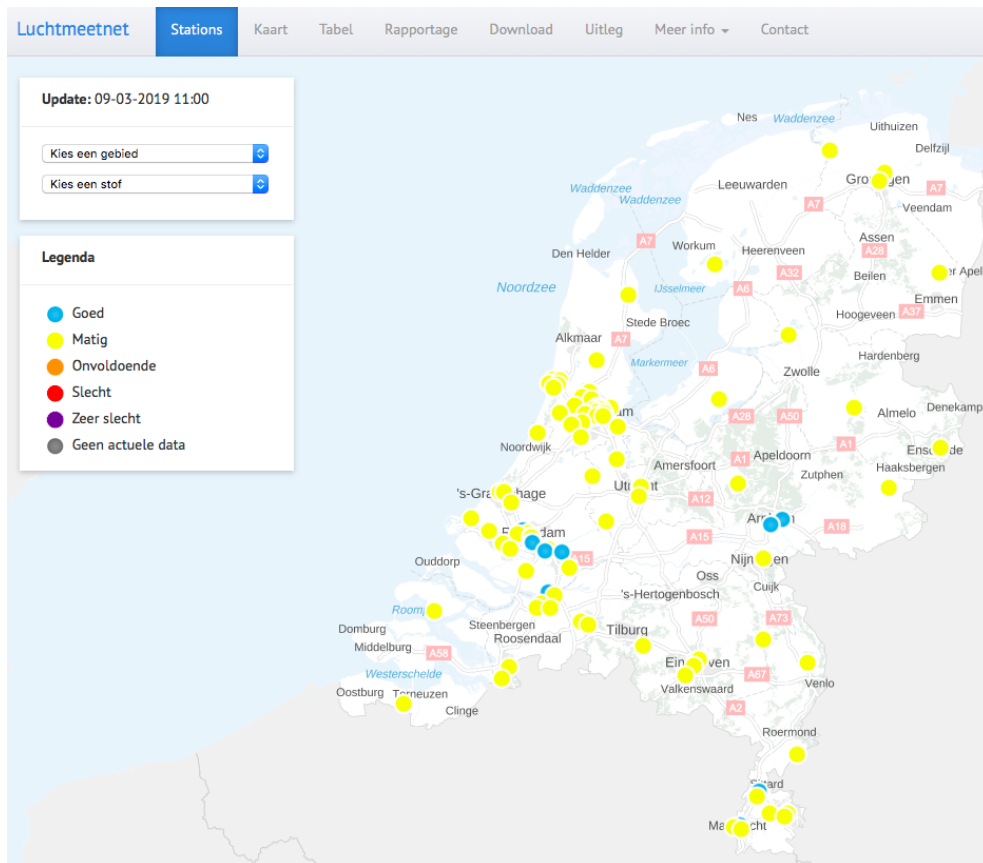 Luchtmeetnet Stations Kaart Tabel Rapportage Download Uitleg Meer info Contact
Update: 09-03-2019 11:00
Kies een gebied
Kies een stof
Legenda
Goed
Matig
Onvoldoende
Slecht
Zeer slecht
Geen actuele data
Nes Waddenzee
Uithuizen
Delfzijl
Waddenzee
Waddenzee
Leeuwarden
A7
A7
Veendam
Assen
A7
Workum
Heerenveen
A28
Den Helder
A32
Beilen
Noordzee
IJsselmeer
A6
Emmen
A37
Hoogeveen
Stede Broec
Alkmaar
A7
Hardenberg
Markermeer
A6
Zwolle
Denekamp
A28
A50
Almelo
A1
Noordwijk
Apeldoorn
A1
Amersfoort
Haaksbergen
Zutphen
A12
A18
A15
A15
Ouddorp
Oss
Cuijk
's-Hertogenbosch
A50
A73
Steenbergen
Domburg
Tilburg
Roosendaal
Middelburg
A58
A67
Westerschelde
Venlo
Valkenswaard
Oostburg
Clinge
A2
Roermond